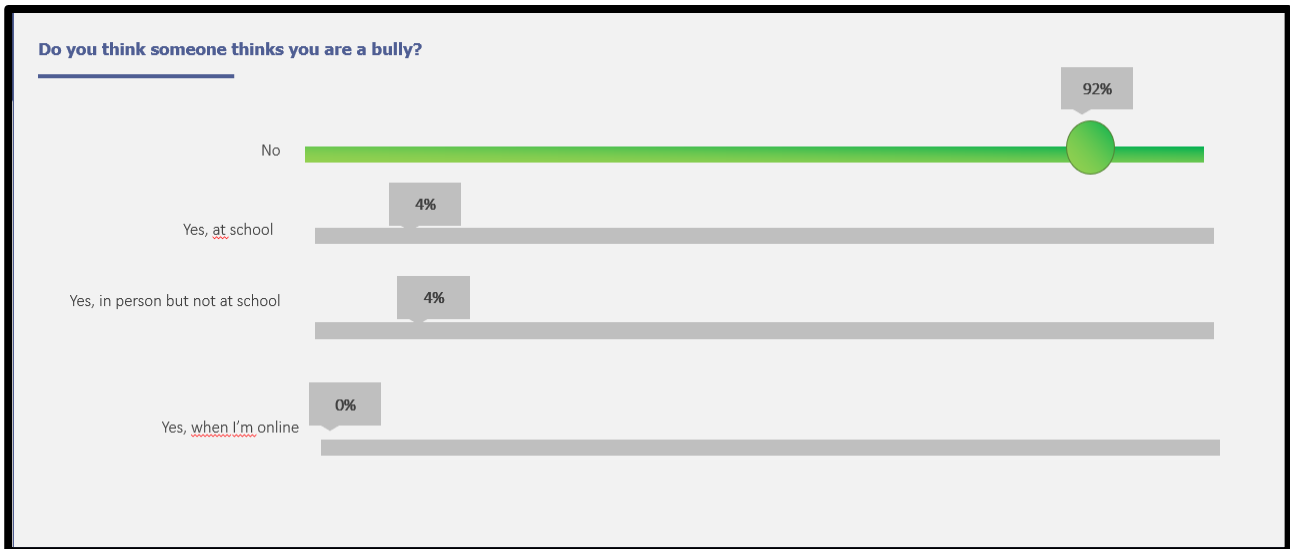 Do you think someone thinks you are a bully?
92%
No
4%
Yes, at school
4%
Yes, in person but not at school
0%
Yes, when I'm online